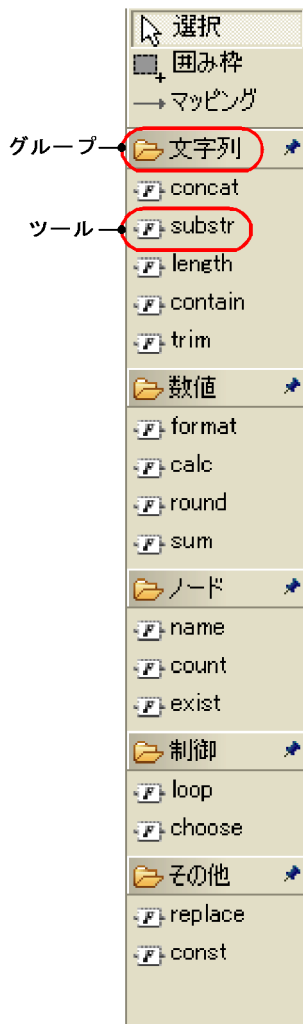 選択
囲み枠
マッピング
グループ
文字列
concat
ツール
substr
length
contain
trim
数値
format
calc
round
sum
ノード
name
count
exist
制御
loop
choose
その他
replace
const